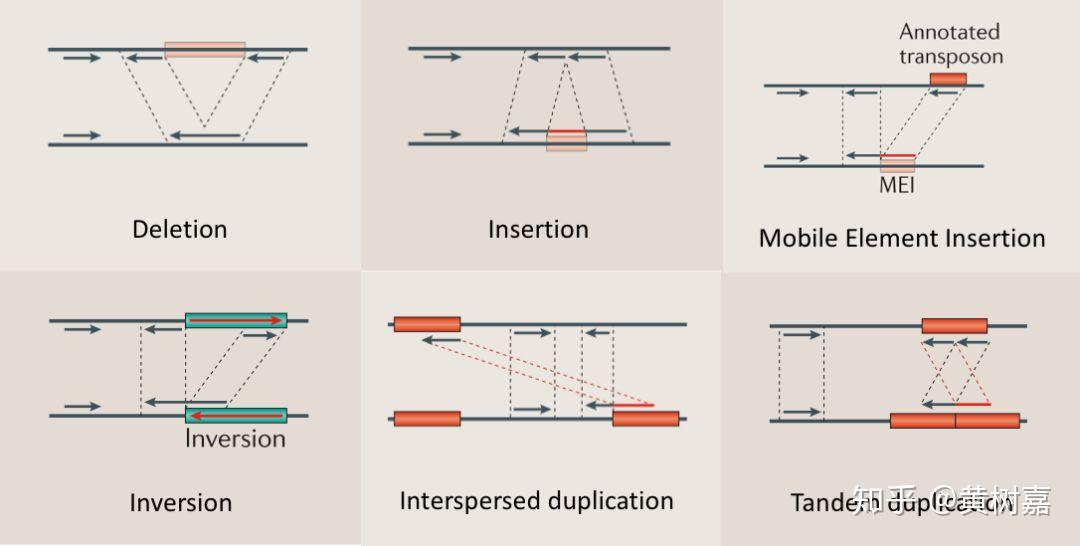 Annotated
transposon
MEI
Deletion
Insertion
Mobile Element Insertion
Inversion
Inversion
Interspersed duplication
Tandem duplication
知乎 @黄树嘉